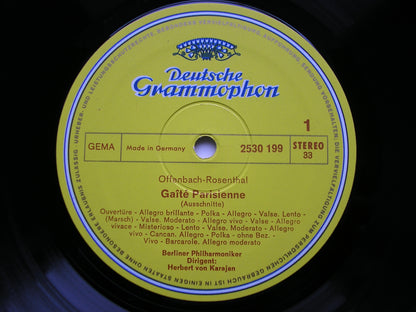 Deutsche
Grammophon
1
GEMA
Made in Germany
2530 199
STEREO
33
Offenbach-Rosenthal
Gaîté Parisienne
(Ausschnitte)
Ouvertüre - Allegro brillante - Polka - Allegro - Valse. Lento -
(Marsch) - Valse. Moderato - Allegro vivo - Valse - Allegro
vivace - Misterioso - Lento - Valse. Moderato - Allegro
vivo - Cancan. Allegro - Polka - ohne Bez. -
Vivo - Barcarole. Allegro moderato
Berliner Philharmoniker
Dirigent:
Herbert von Karajan